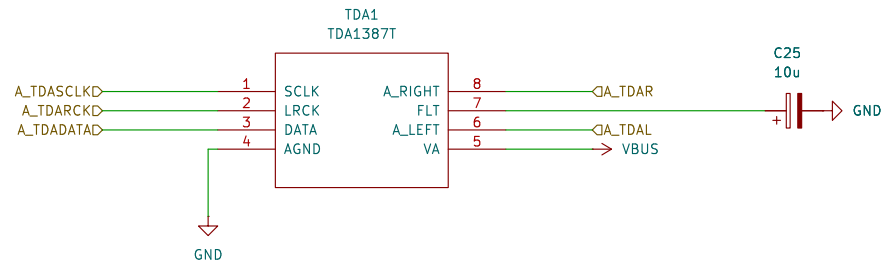 TDA1
TDA1387T
C25
10u
A_TDASCLK 1 SCLK A_RIGHT 8 A_TDAR
A_TDARCK 2 LRCK FLT 7 + GND
A_TDADATA 3 DATA A_LEFT 6 A_TDAL
4 AGND VA 5 VBUS
GND